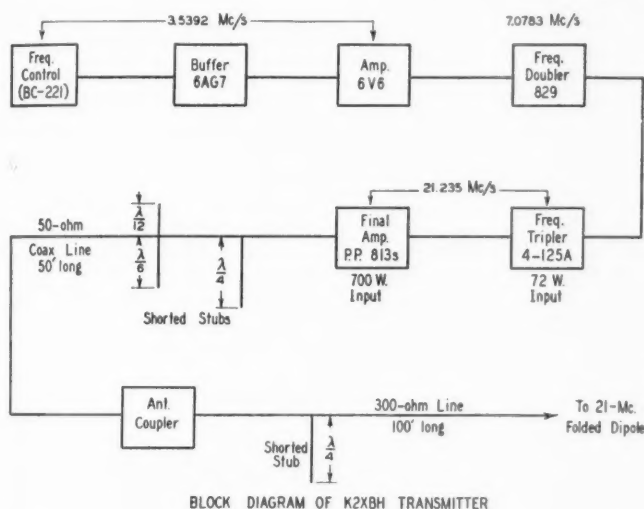 3.5392 Mc/s
7.0783 Mc/s
Freq.
Control
(BC-221)
Buffer
6AG7
Amp.
6V6
Freq.
Doubler
829
21.235 Mc/s
50-ohm
Coax Line
50' long
λ/12
λ/6
λ/4
Shorted Stubs
Final
Amp.
P.P. 813s
700 W.
Input
Freq.
Tripler
4-125A
72 W.
Input
Ant.
Coupler
300-ohm Line
100' long
To 21-Mc.
Folded Dipole
Shorted
Stub
λ/4
BLOCK DIAGRAM OF K2XBH TRANSMITTER